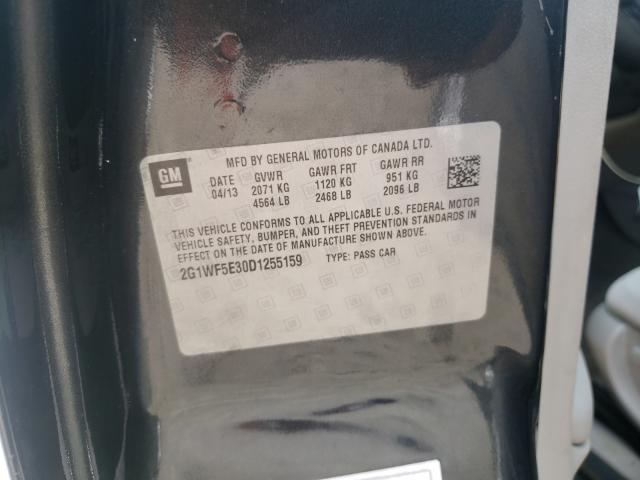 GM
MFD BY GENERAL MOTORS OF CANADA LTD.
DATE GVWR GAWR FRT GAWR RR
04/13 2071 KG 1120 KG 951 KG
4564 LB 2468 LB 2096 LB
THIS VEHICLE CONFORMS TO ALL APPLICABLE U.S. FEDERAL MOTOR
VEHICLE SAFETY, BUMPER, AND THEFT PREVENTION STANDARDS IN
EFFECT ON THE DATE OF MANUFACTURE SHOWN ABOVE.
2G1WF5E30D1255159 TYPE: PASS CAR